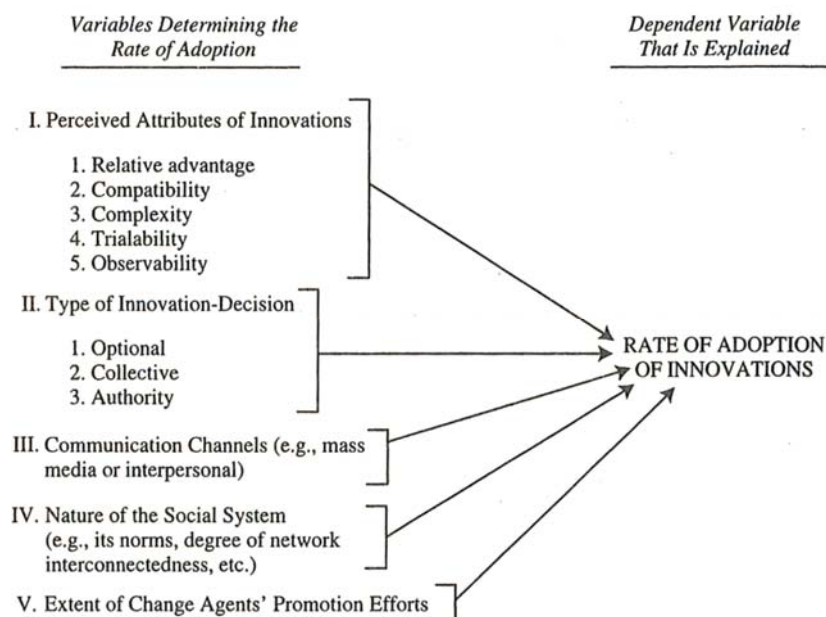 Variables Determining the
Rate of Adoption
Dependent Variable
That Is Explained
I. Perceived Attributes of Innovations
1. Relative advantage
2. Compatibility
3. Complexity
4. Trialability
5. Observability
II. Type of Innovation-Decision
1. Optional
2. Collective
3. Authority
III. Communication Channels (e.g., mass
media or interpersonal)
IV. Nature of the Social System
(e.g., its norms, degree of network
interconnectedness, etc.)
V. Extent of Change Agents' Promotion Efforts
RATE OF ADOPTION
OF INNOVATIONS